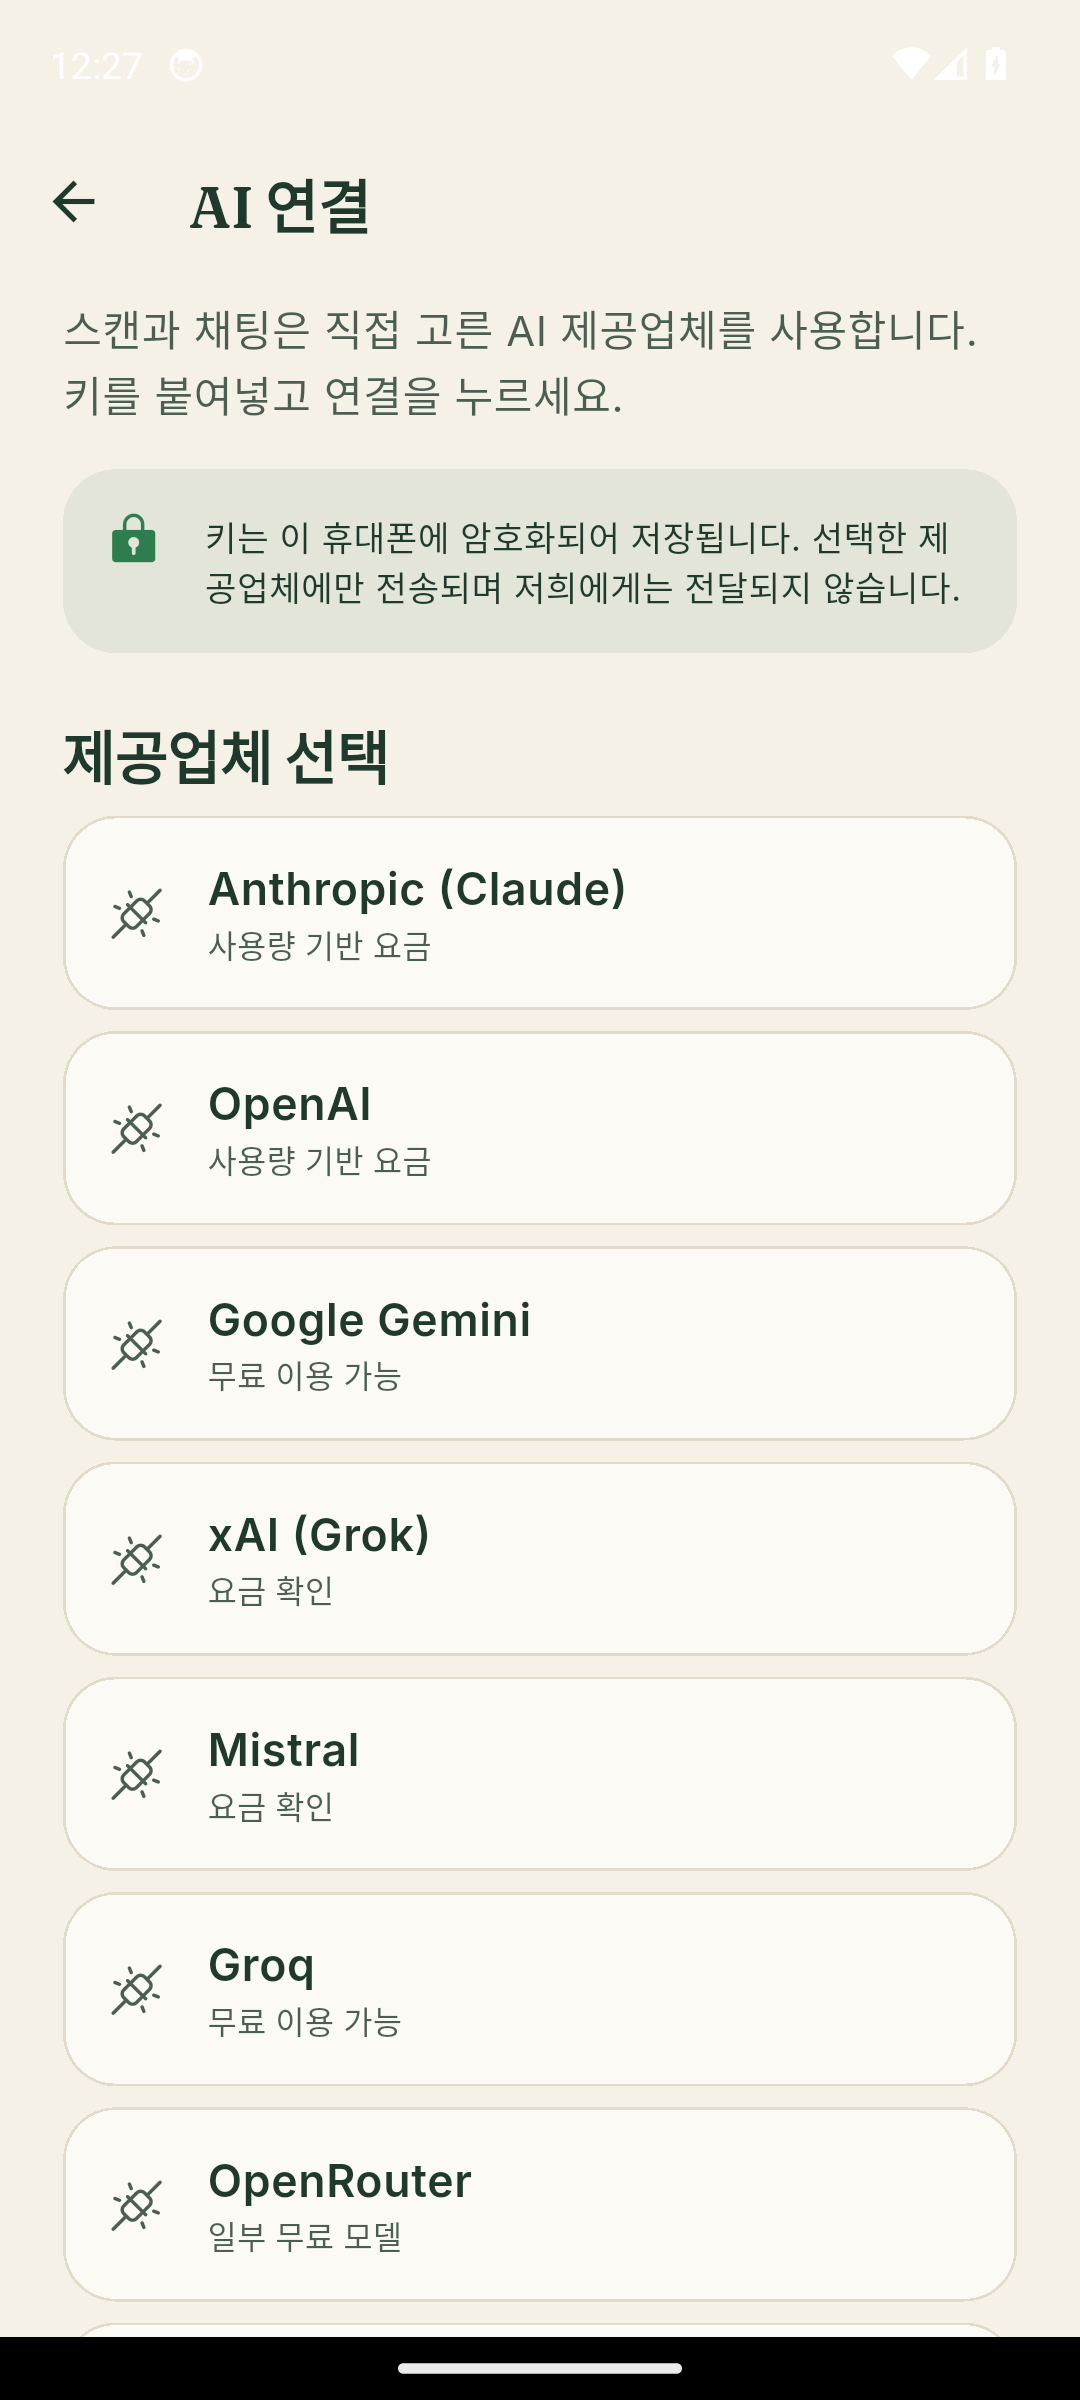 12:27
AI 연결
스캔과 채팅은 직접 고른 AI 제공업체를 사용합니다.
키를 붙여넣고 연결을 누르세요.
키는 이 휴대폰에 암호화되어 저장됩니다. 선택한 제
공업체에만 전송되며 저희에게는 전달되지 않습니다.
제공업체 선택
Anthropic (Claude)
사용량 기반 요금
OpenAI
사용량 기반 요금
Google Gemini
무료 이용 가능
xAI (Grok)
요금 확인
Mistral
요금 확인
Groq
무료 이용 가능
OpenRouter
일부 무료 모델